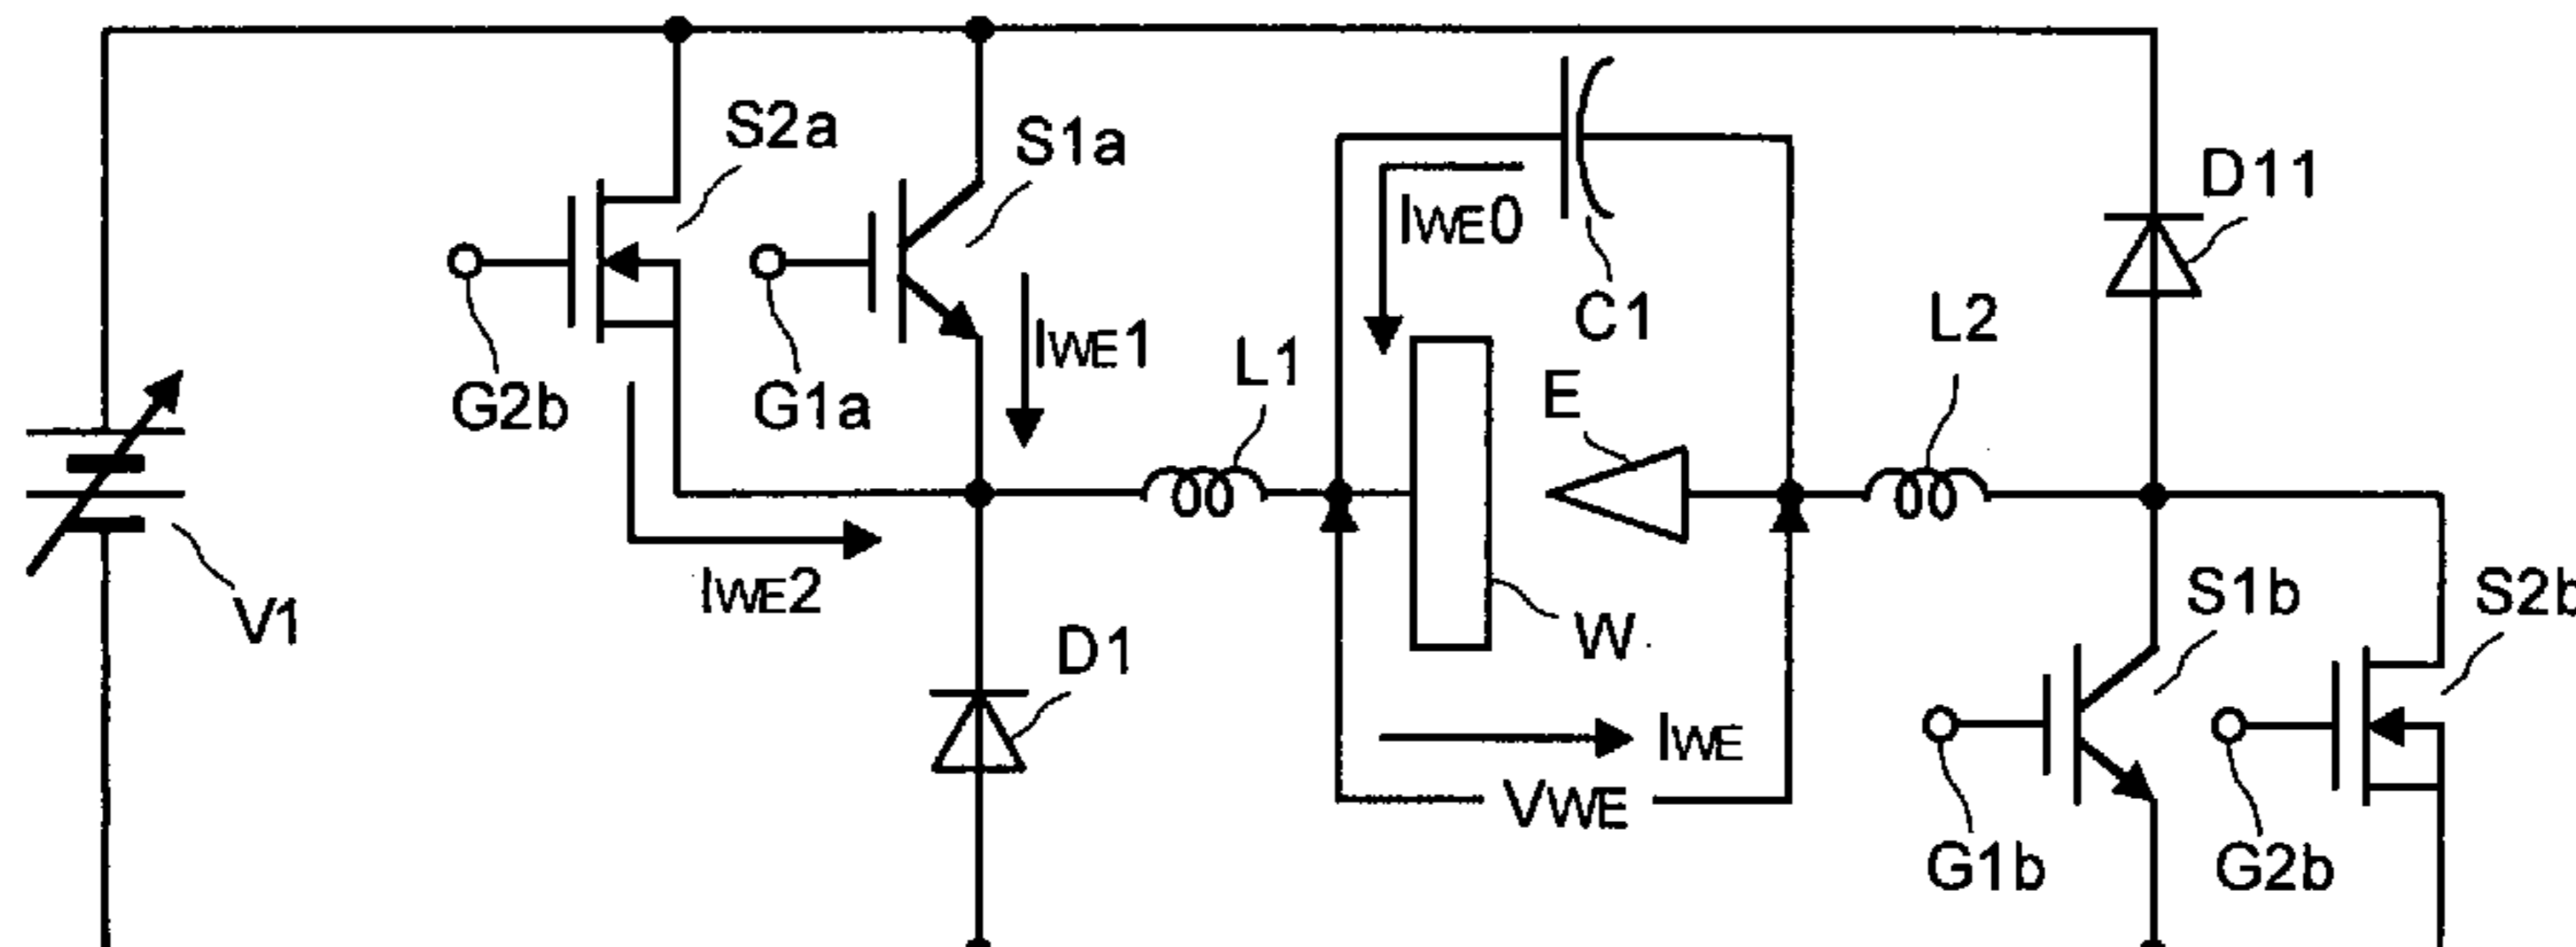 S2a
S1a
D11
IWE0
C1
L2
IWE1
L1
E
G2b
G1a
IWE2
V1
W
S1b
S2b
D1
IWE
VWE
G1b
G2b